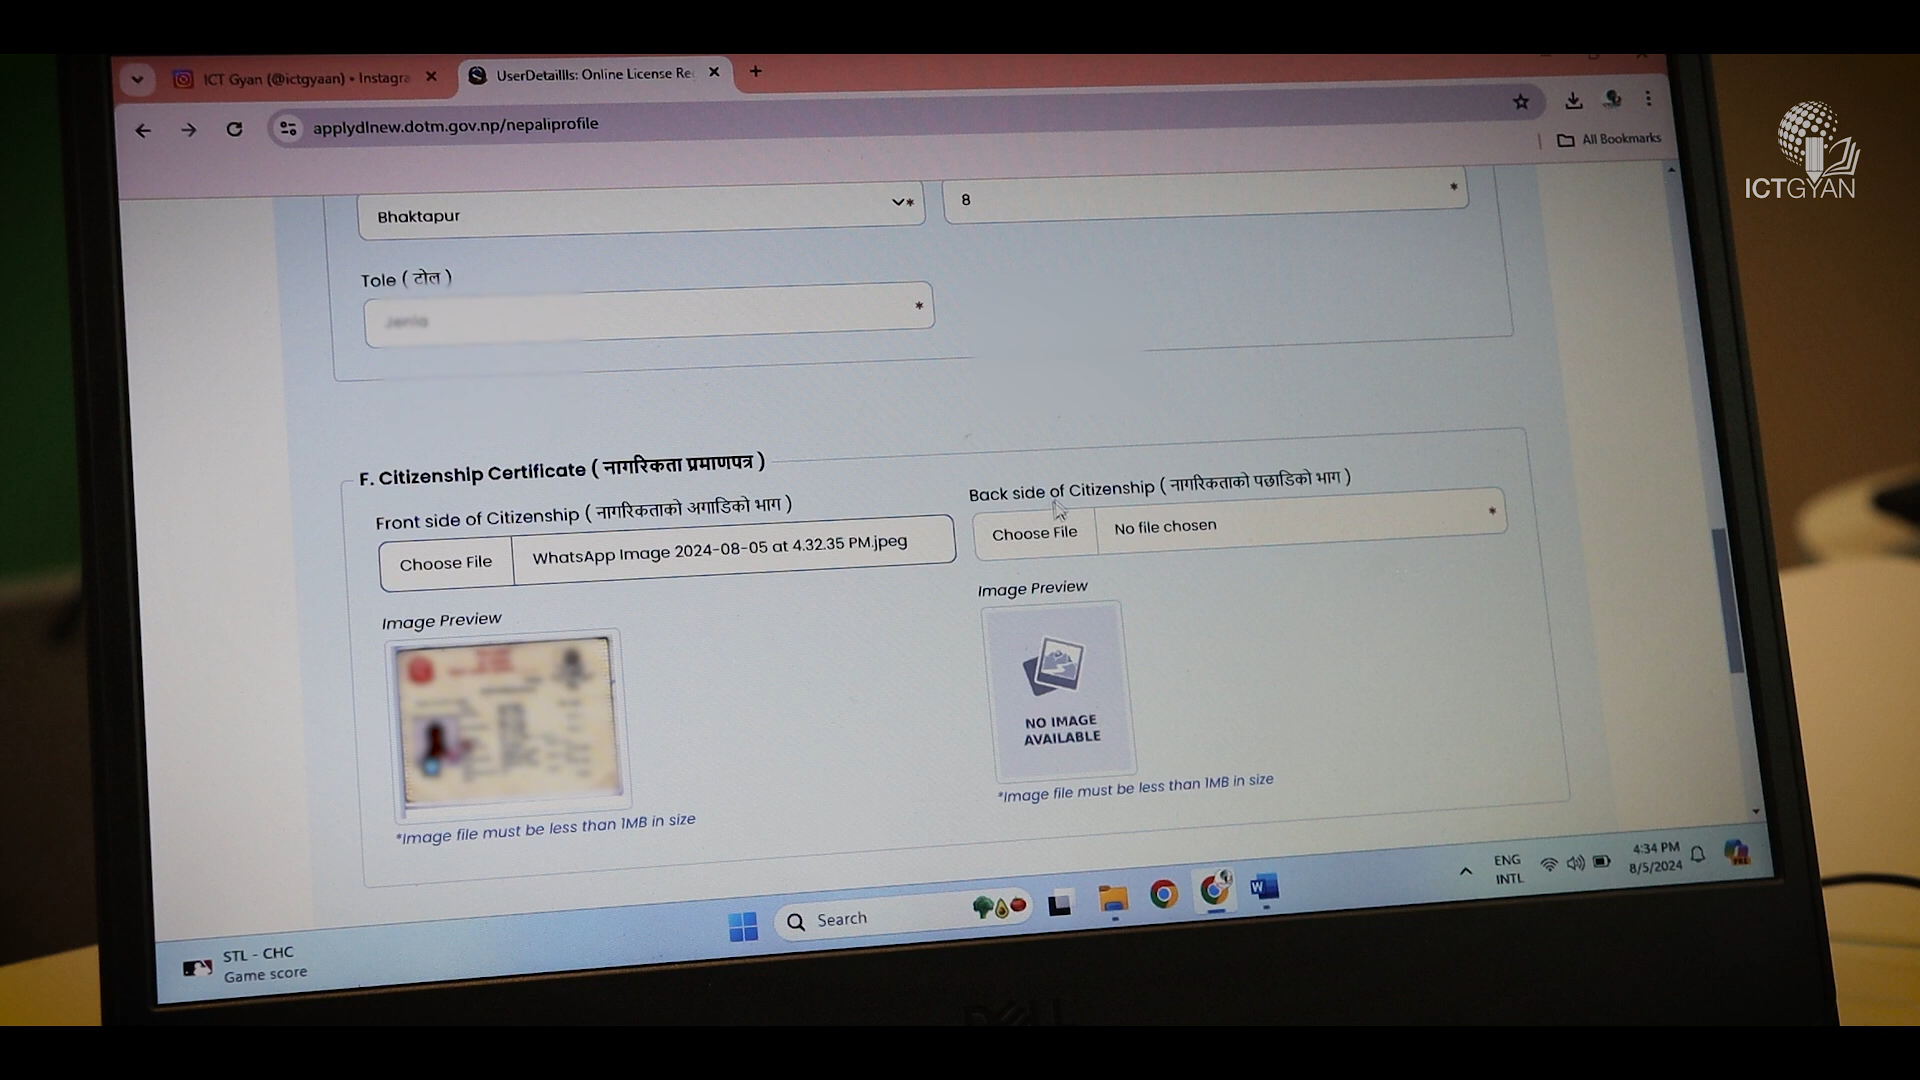 ICT Gyan (@ictgyaan) • Instagra
UserDetaillls: Online License Re
applydlnew.dotm.gov.np/nepaliprofile
All Bookmarks
ICTGYAN
Bhaktapur
*
8
*
Tole ( टोल )
*
F. Citizenship Certificate ( नागरिकता प्रमाणपत्र )
Front side of Citizenship ( नागरिकताको अगाडिको भाग )
Back side of Citizenship ( नागरिकताको पछाडिको भाग )
Choose File
WhatsApp Image 2024-08-05 at 4.32.35 PM.jpeg
Choose File
No file chosen
*
Image Preview
Image Preview
NO IMAGE
AVAILABLE
*Image file must be less than 1MB in size
*Image file must be less than 1MB in size
STL - CHC
Game score
Search
ENG
INTL
4:34 PM
8/5/2024